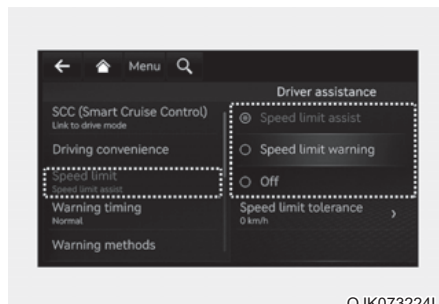 Menu
Driver assistance
SCC (Smart Cruise Control)
Link to drive mode
Driving convenience
Speed limit
Speed limit assist
Warning timing
Normal
Warning methods
Speed limit assist
Speed limit warning
Off
Speed limit tolerance
0 km/h